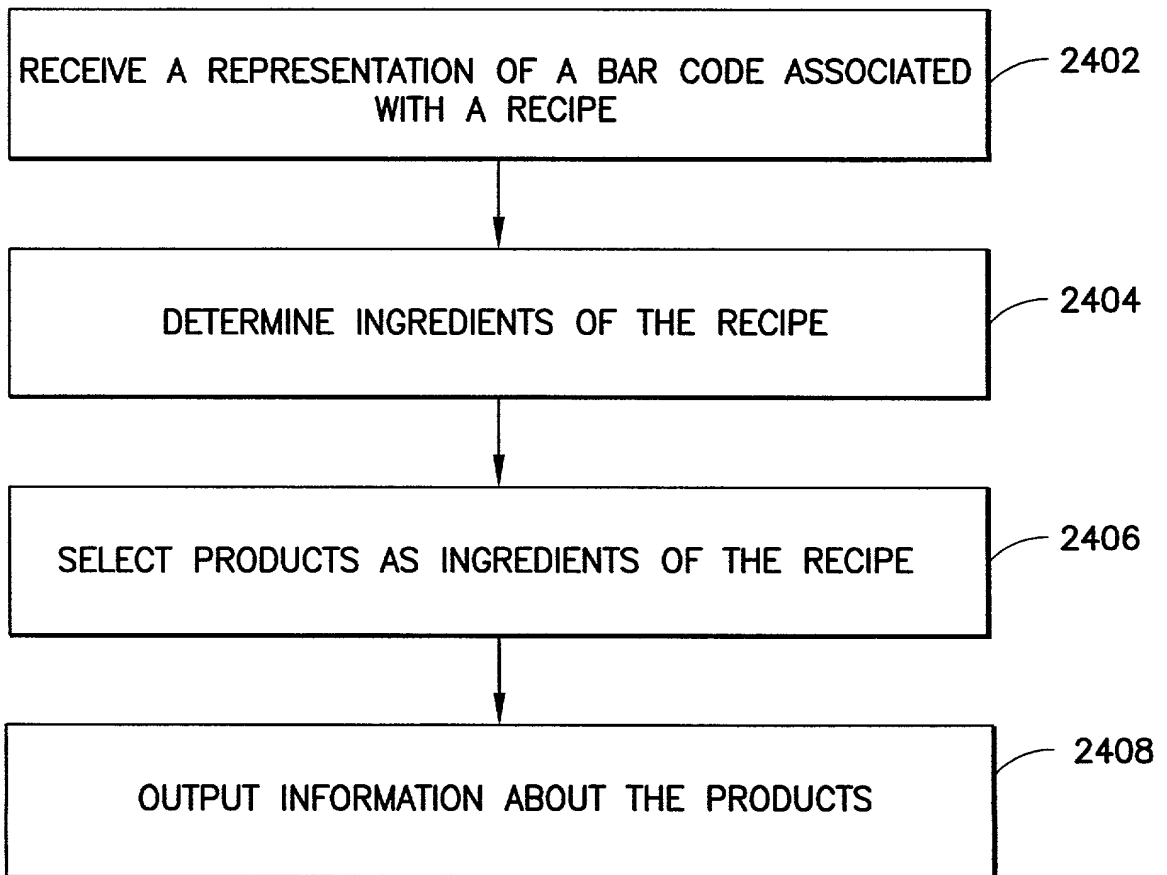 RECEIVE A REPRESENTATION OF A BAR CODE ASSOCIATED
WITH A RECIPE
2402
DETERMINE INGREDIENTS OF THE RECIPE
2404
SELECT PRODUCTS AS INGREDIENTS OF THE RECIPE
2406
OUTPUT INFORMATION ABOUT THE PRODUCTS
2408